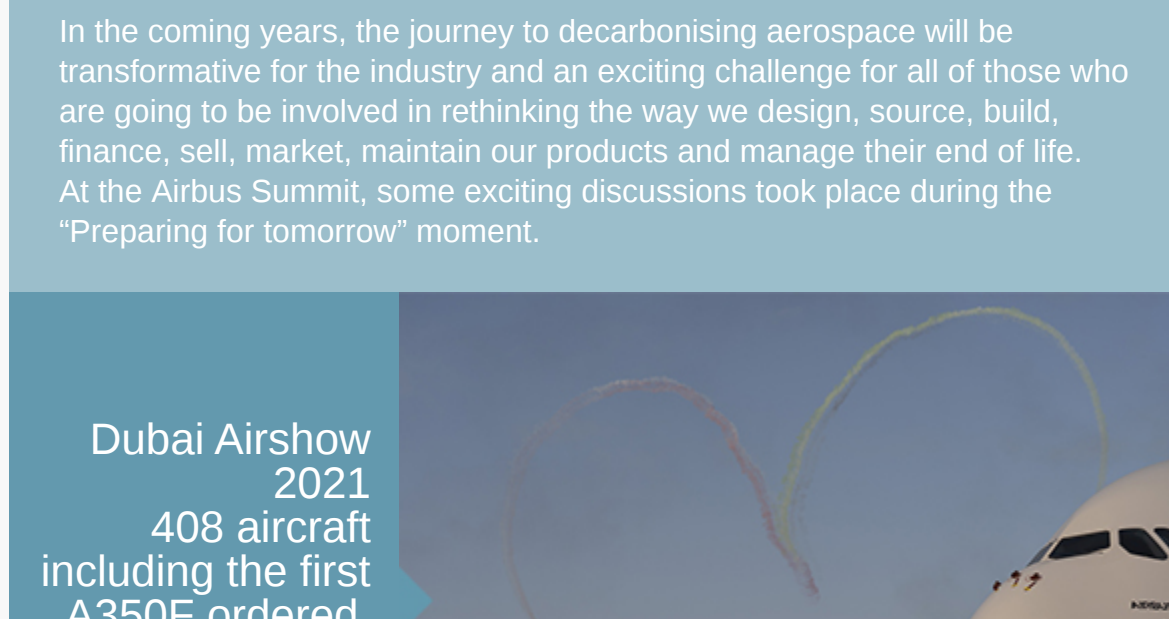 In the coming years, the journey to decarbonising aerospace will be
transformative for the industry and an exciting challenge for all of those who
are going to be involved in rethinking the way we design, source, build,
finance, sell, market, maintain our products and manage their end of life.
At the Airbus Summit, some exciting discussions took place during the
“Preparing for tomorrow” moment.
Dubai Airshow
2021
408 aircraft
including the first
A350F ordered